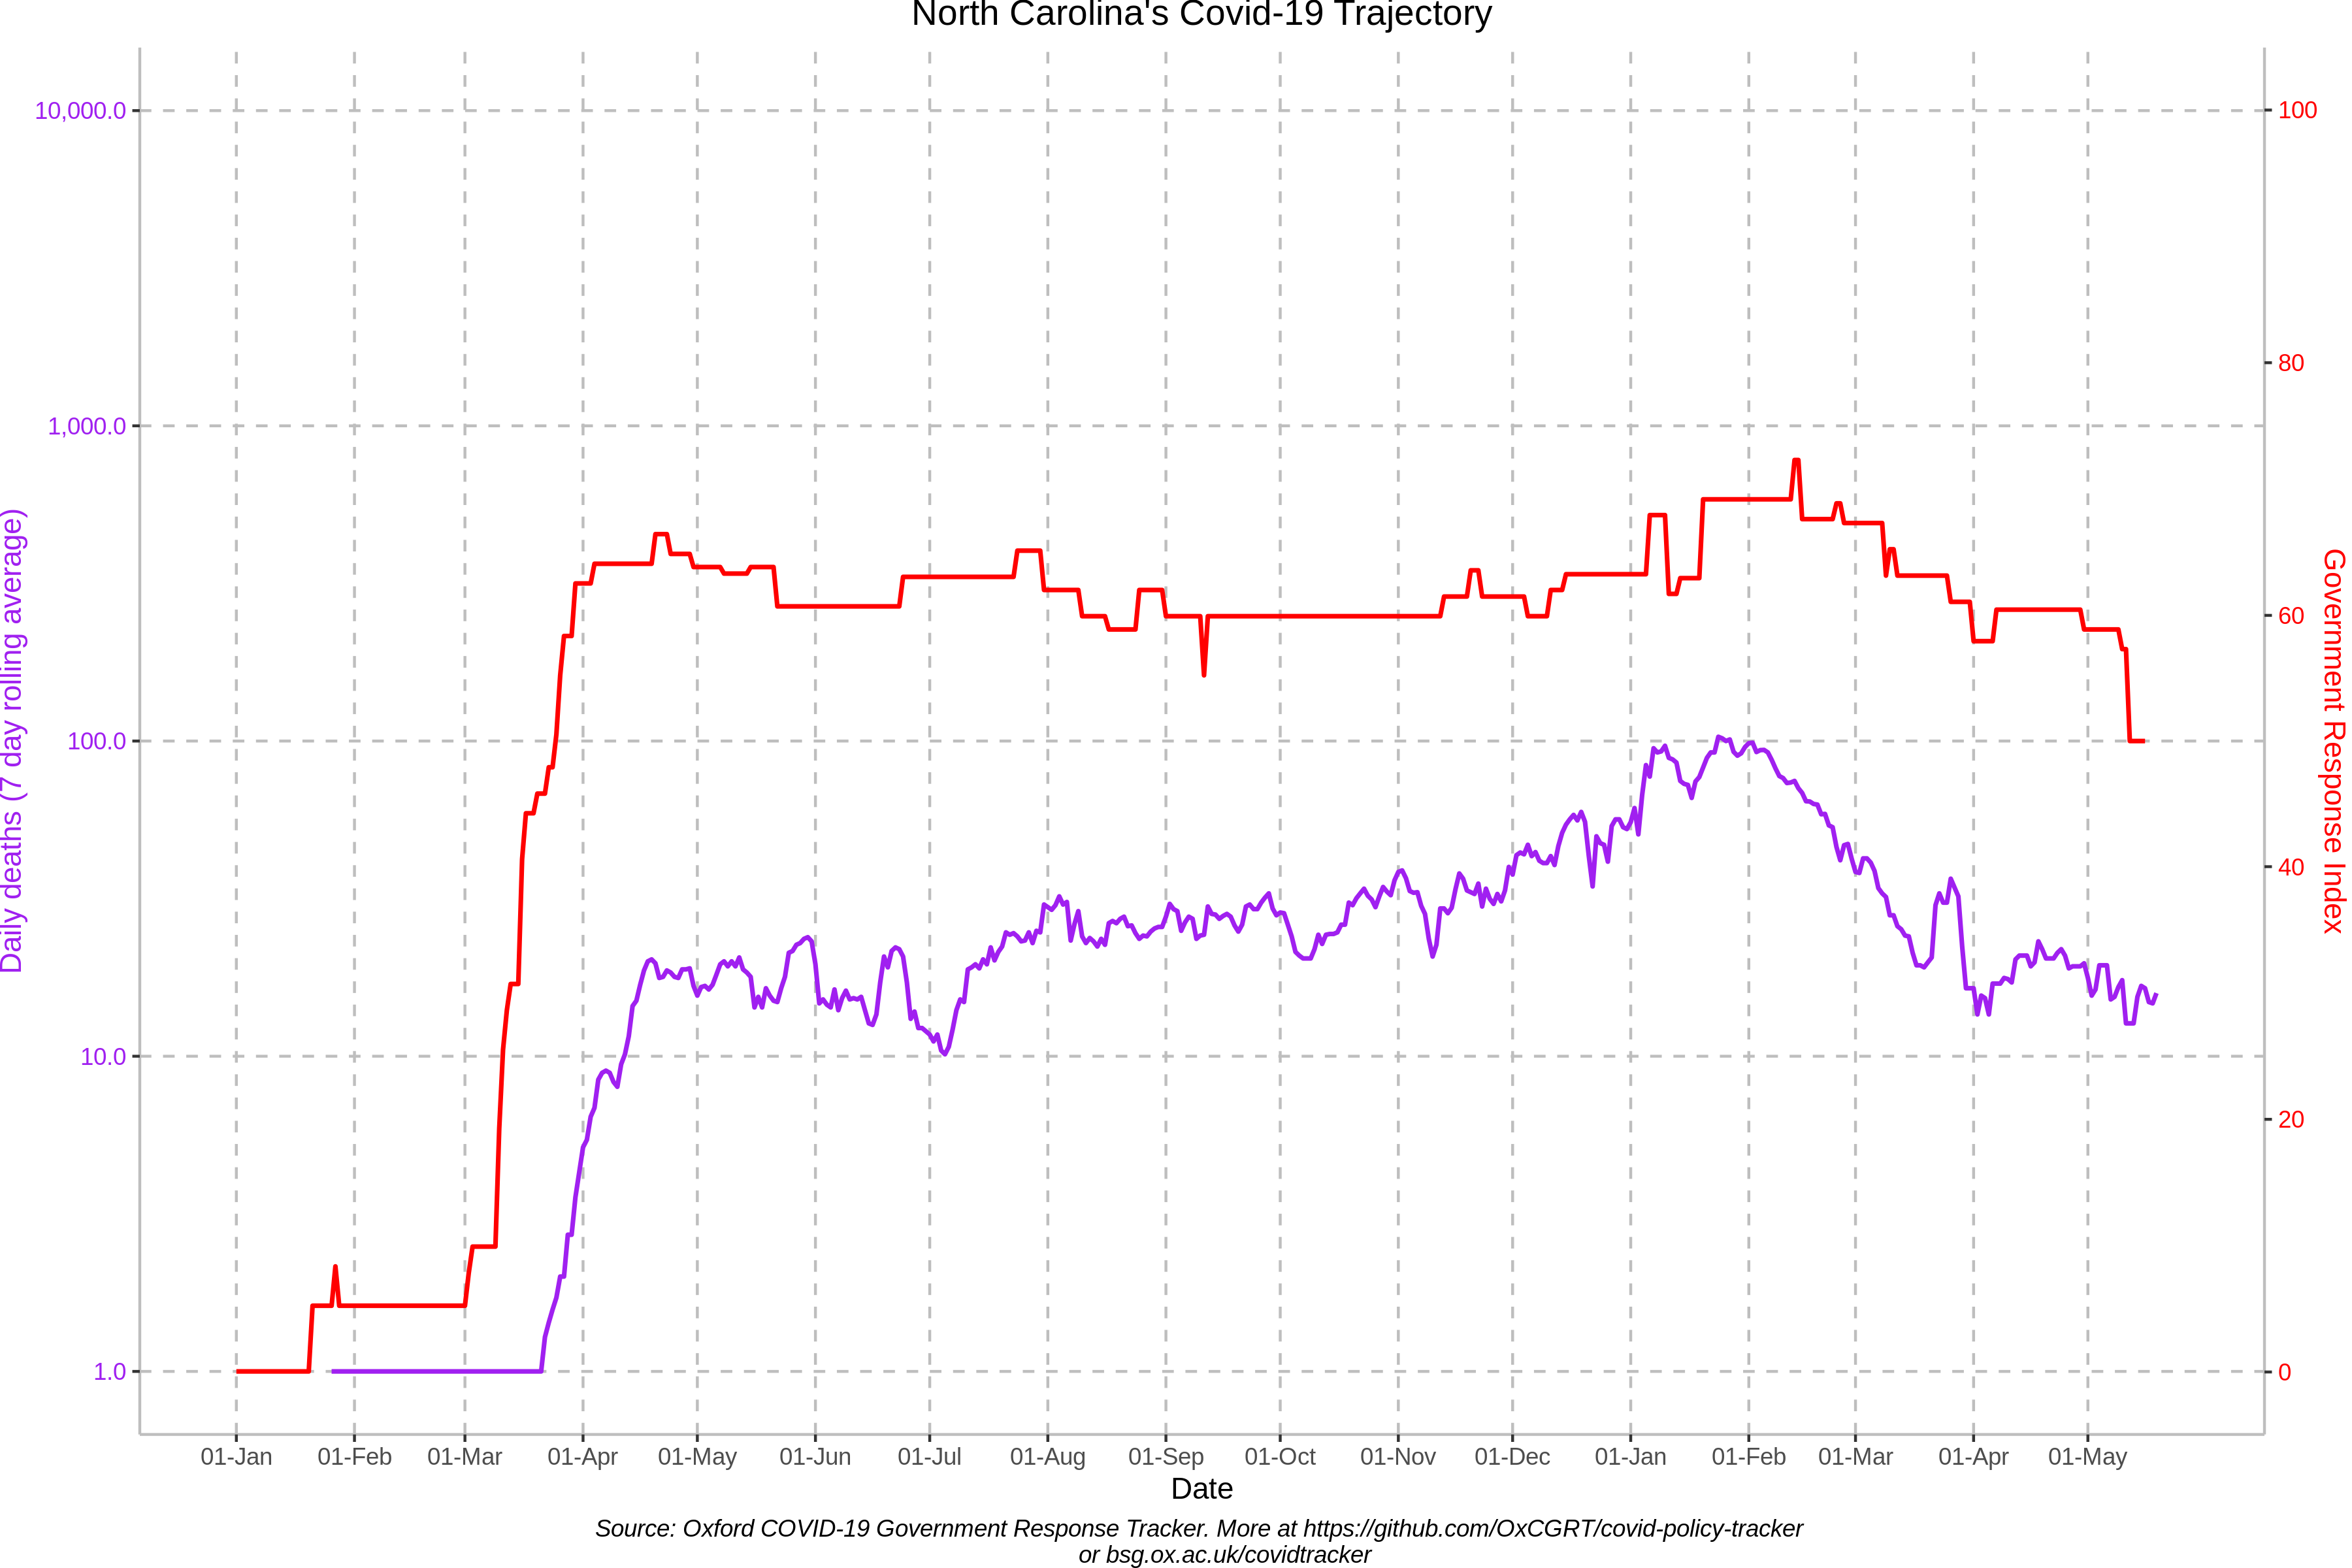 North Carolina's Covid-19 Trajectory
10,000.0
1,000.0
100.0
10.0
1.0
Daily deaths (7 day rolling average)
100
80
60
40
20
0
Government Response Index
01-Jan 01-Feb 01-Mar 01-Apr 01-May 01-Jun 01-Jul 01-Aug 01-Sep 01-Oct 01-Nov 01-Dec 01-Jan 01-Feb 01-Mar 01-Apr 01-May
Date
Source: Oxford COVID-19 Government Response Tracker. More at https://github.com/OxCGRT/covid-policy-tracker
or bsg.ox.ac.uk/covidtracker